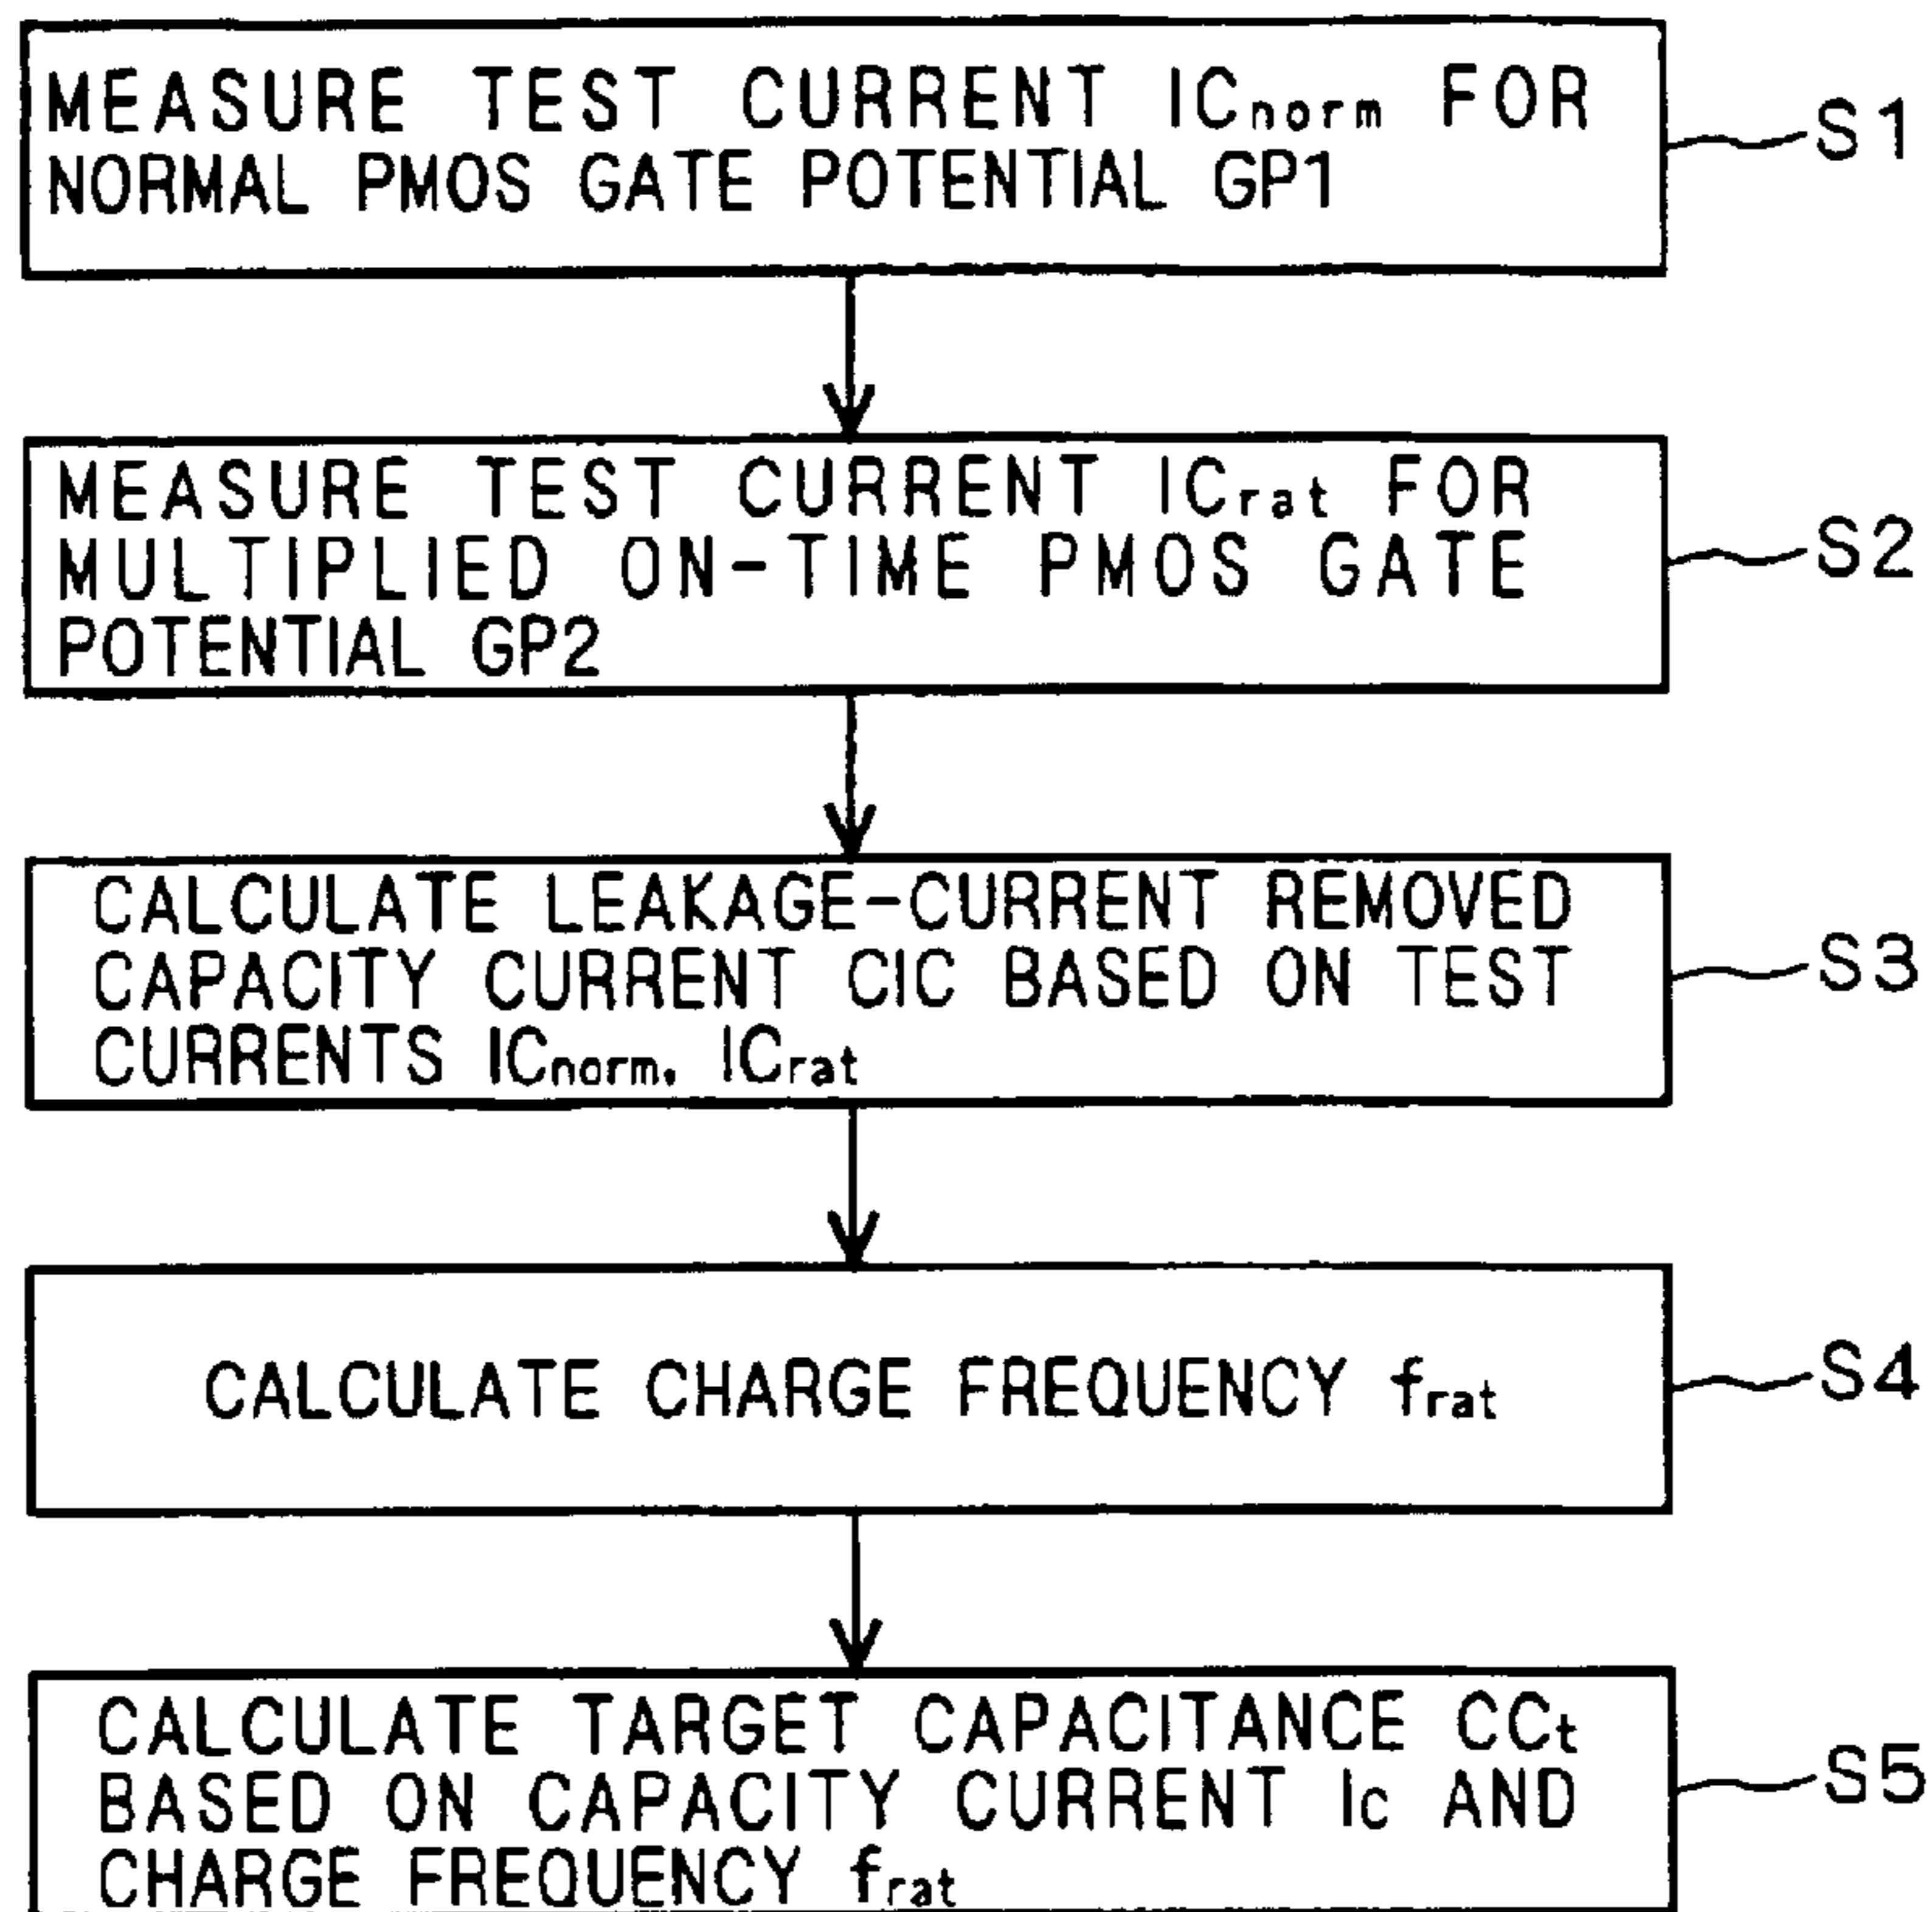 MEASURE TEST CURRENT ICnorm FOR
NORMAL PMOS GATE POTENTIAL GP1
S1
MEASURE TEST CURRENT ICrat FOR
MULTIPLIED ON-TIME PMOS GATE
POTENTIAL GP2
S2
CALCULATE LEAKAGE-CURRENT REMOVED
CAPACITY CURRENT CIC BASED ON TEST
CURRENTS ICnorm, ICrat
S3
CALCULATE CHARGE FREQUENCY frat
S4
CALCULATE TARGET CAPACITANCE CCt
BASED ON CAPACITY CURRENT Ic AND
CHARGE FREQUENCY frat
S5